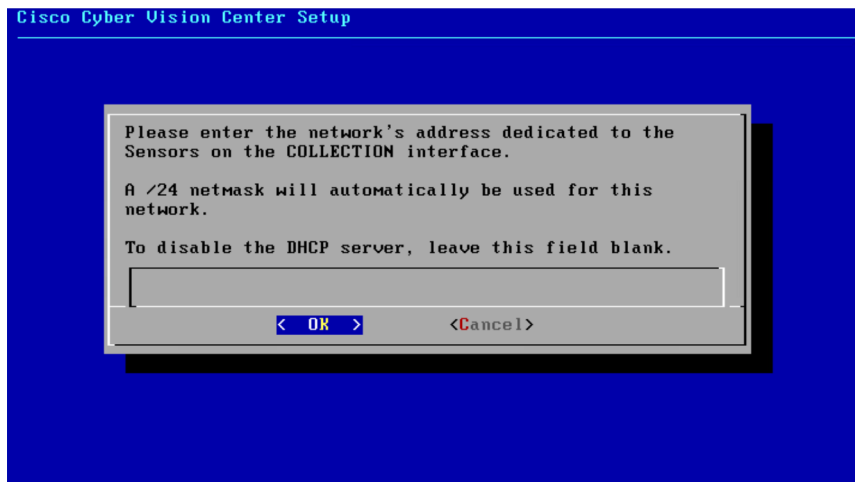 Cisco Cyber Vision Center Setup
Please enter the network's address dedicated to the
Sensors on the COLLECTION interface.
A /24 netmask will automatically be used for this
network.
To disable the DHCP server, leave this field blank.
< OK > <Cancel>